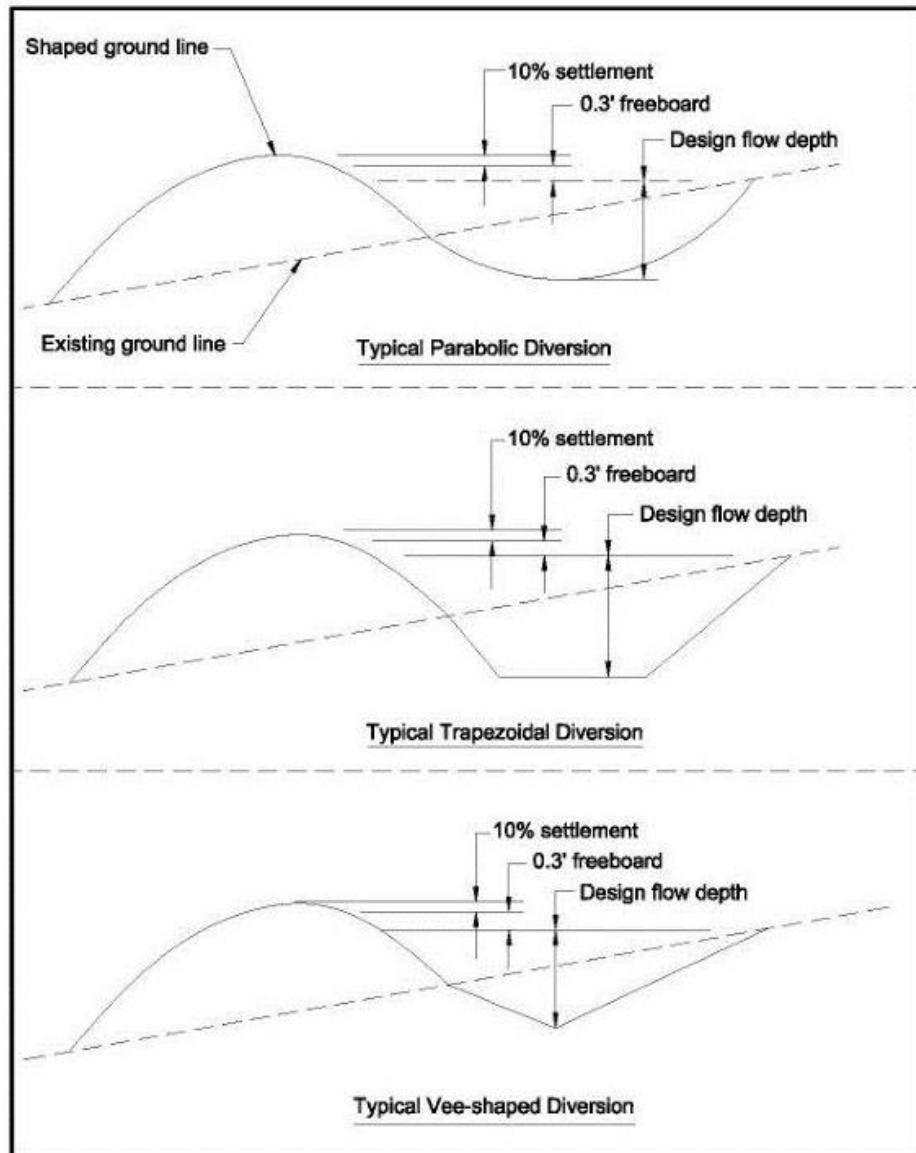 Shaped ground line
10% settlement
0.3' freeboard
Design flow depth
Existing ground line
Typical Parabolic Diversion
10% settlement
0.3' freeboard
Design flow depth
Typical Trapezoidal Diversion
10% settlement
0.3' freeboard
Design flow depth
Typical Vee-shaped Diversion